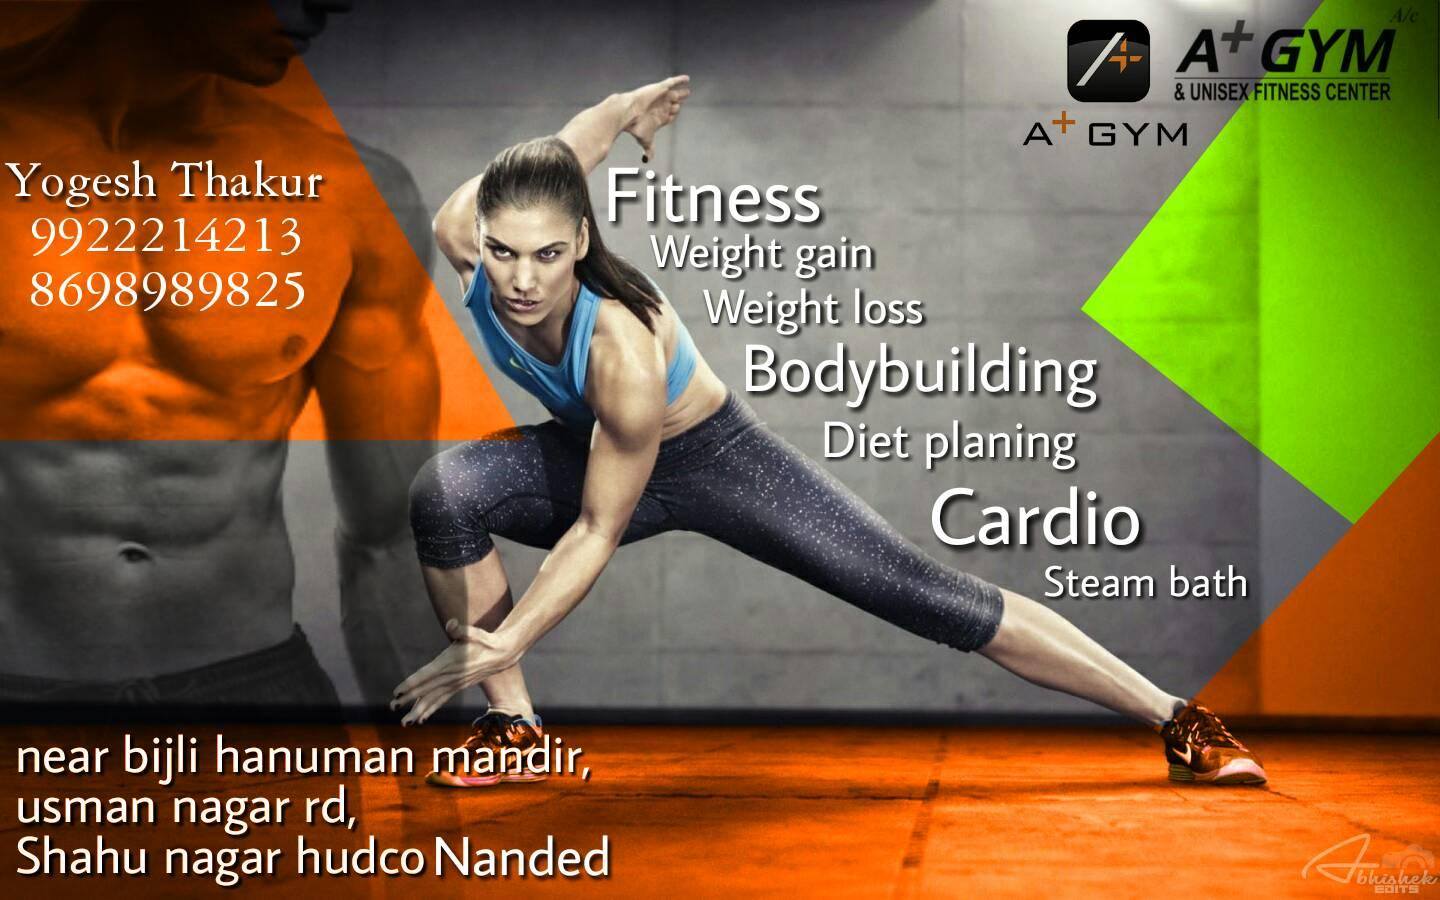 A/c
A+ GYM
& UNISEX FITNESS CENTER
A+ GYM
Yogesh Thakur
9922214213
8698989825
Fitness
Weight gain
Weight loss
Bodybuilding
Diet planing
Cardio
Steam bath
near bijli hanuman mandir,
usman nagar rd,
Shahu nagar hudco Nanded
Abhishek
EDITS